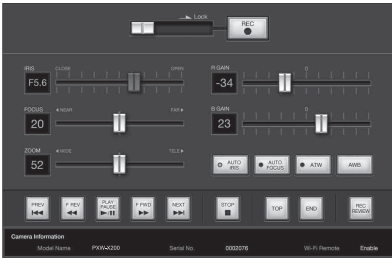 Lock
REC
IRIS CLOSE OPEN
F5.6
R GAIN 0
-34
FOCUS NEAR FAR
20
B GAIN 0
23
ZOOM WIDE TELE
52
AUTO IRIS
AUTO FOCUS
ATW
AWB
PREV
F REV
PLAY PAUSE
F FWD
NEXT
STOP
TOP
END
REC REVIEW
Camera Information
Model Name PXW-X200 Serial No. 0002076 Wi-Fi Remote Enable